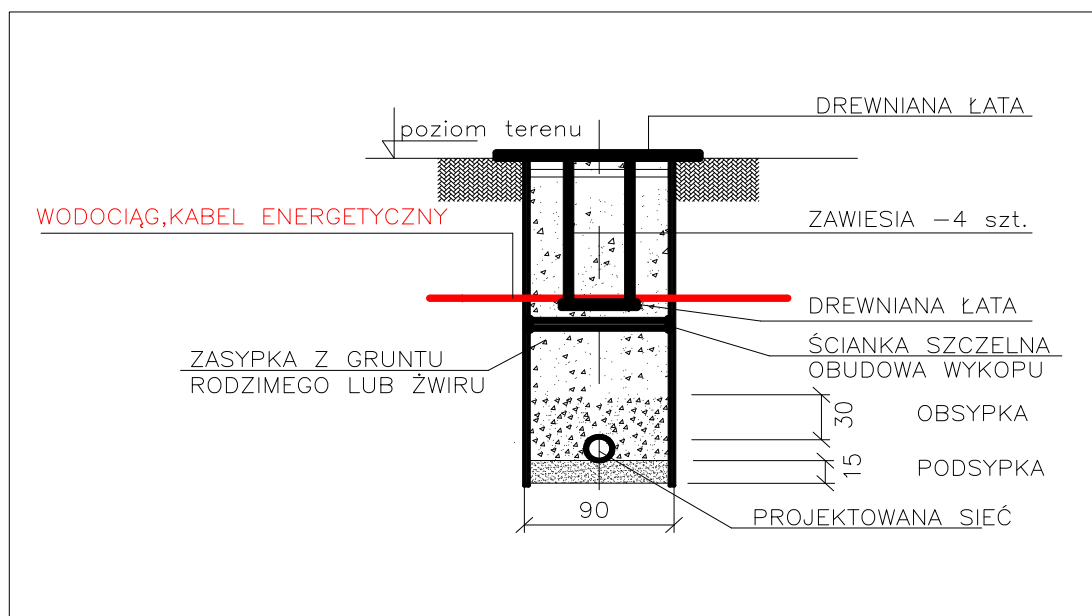 DREWNIANA ŁATA
poziom terenu
WODOCIĄG,KABEL ENERGETYCZNY
ZAWIESIA -4 szt.
DREWNIANA ŁATA
ŚCIANKA SZCZELNA
OBUDOWA WYKOPU
ZASYPKA Z GRUNTU
RODZIMEGO LUB ŻWIRU
30
OBSYPKA
15
PODSYPKA
90
PROJEKTOWANA SIEĆ